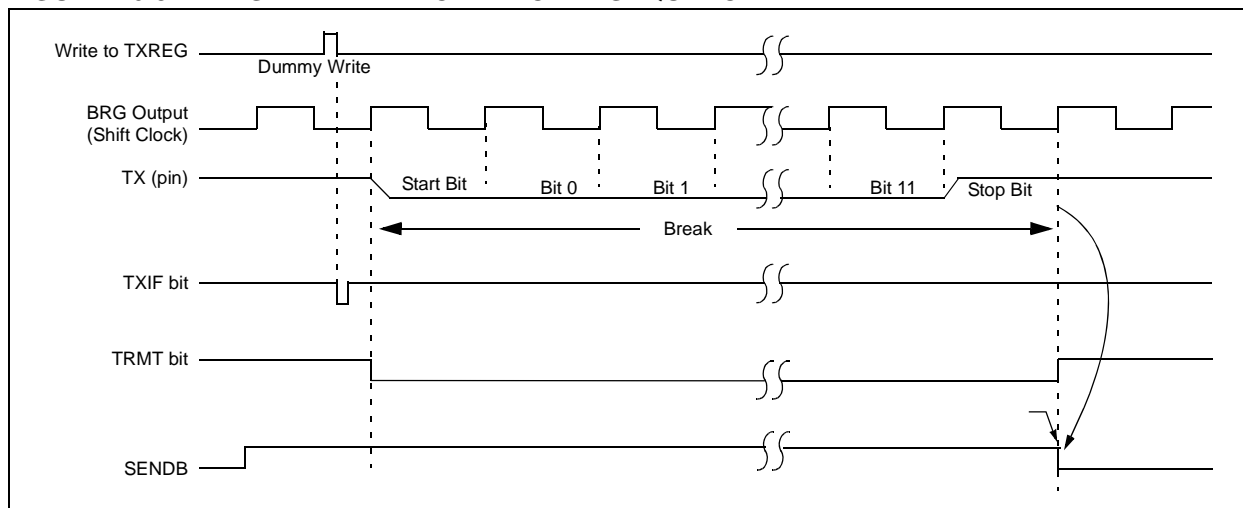 Write to TXREG
Dummy Write
BRG Output
(Shift Clock)
TX (pin)
Start Bit
Bit 0
Bit 1
Bit 11
Stop Bit
Break
TXIF bit
TRMT bit
SENDB